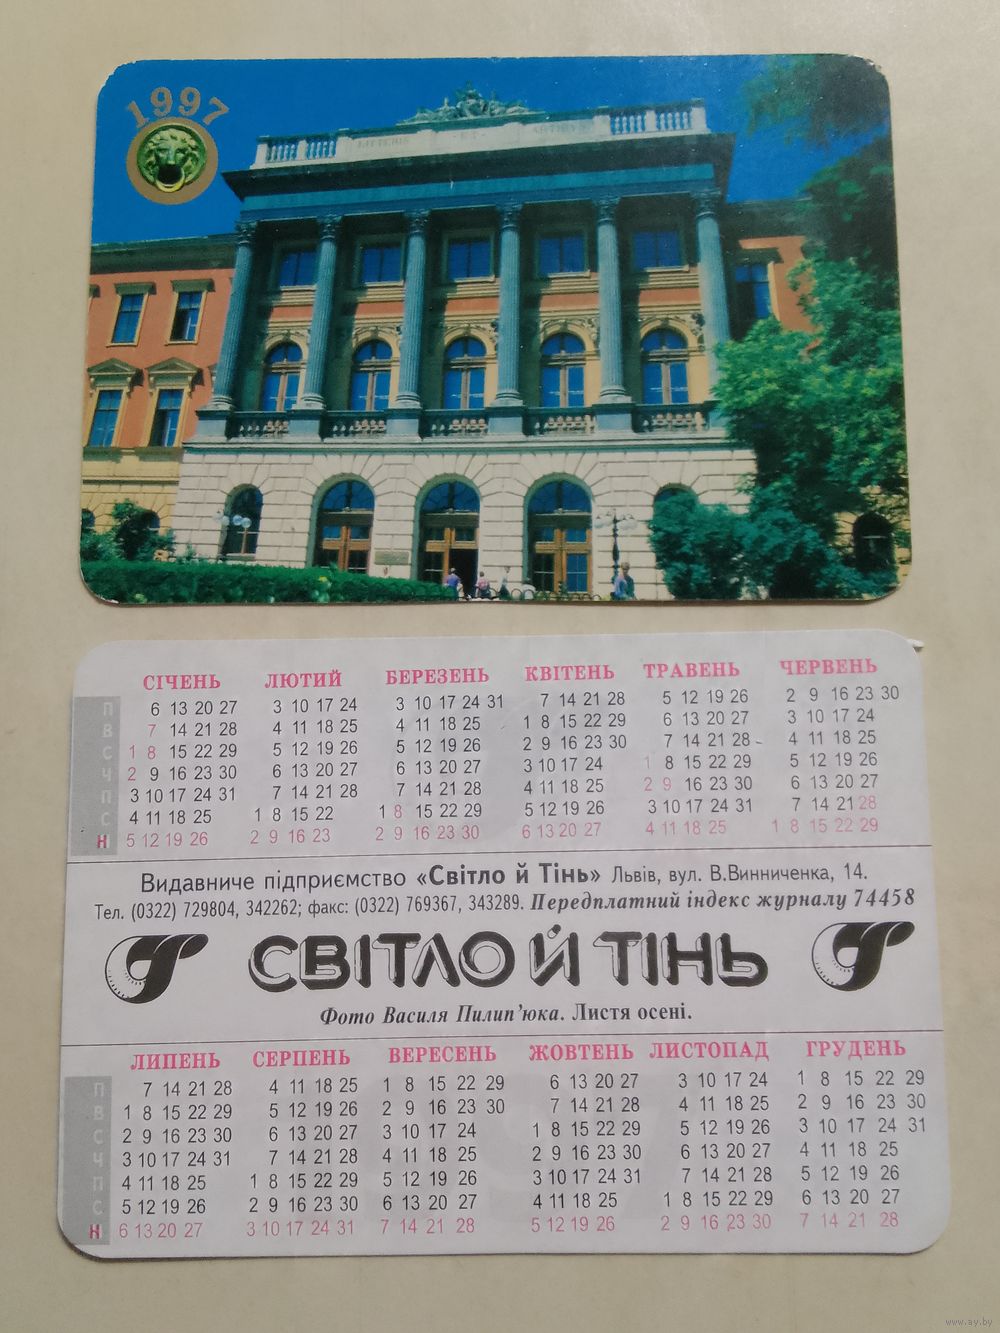 1997
LITTERIS ET ARTIBUS
СІЧЕНЬ ЛЮТИЙ БЕРЕЗЕНЬ КВІТЕНЬ ТРАВЕНЬ ЧЕРВЕНЬ
П 6 13 20 27 3 10 17 24 3 10 17 24 31 7 14 21 28 5 12 19 26 2 9 16 23 30
В 7 14 21 28 4 11 18 25 4 11 18 25 1 8 15 22 29 6 13 20 27 3 10 17 24
С 1 8 15 22 29 5 12 19 26 5 12 19 26 2 9 16 23 30 7 14 21 28 4 11 18 25
Ч 2 9 16 23 30 6 13 20 27 6 13 20 27 3 10 17 24 1 8 15 22 29 5 12 19 26
П 3 10 17 24 31 7 14 21 28 7 14 21 28 4 11 18 25 2 9 16 23 30 6 13 20 27
С 4 11 18 25 1 8 15 22 1 8 15 22 29 5 12 19 26 3 10 17 24 31 7 14 21 28
Н 5 12 19 26 2 9 16 23 2 9 16 23 30 6 13 20 27 4 11 18 25 1 8 15 22 29
Видавниче підприємство «Світло й Тінь» Львів, вул. В.Винниченка, 14.
Тел. (0322) 729804, 342262; факс: (0322) 769367, 343289. Передплатний індекс журналу 74458
СВІТЛО Й ТІНЬ
Фото Василя Пилип'юка. Листя осені.
ЛИПЕНЬ СЕРПЕНЬ ВЕРЕСЕНЬ ЖОВТЕНЬ ЛИСТОПАД ГРУДЕНЬ
П 7 14 21 28 4 11 18 25 1 8 15 22 29 6 13 20 27 3 10 17 24 1 8 15 22 29
В 1 8 15 22 29 5 12 19 26 2 9 16 23 30 7 14 21 28 4 11 18 25 2 9 16 23 30
С 2 9 16 23 30 6 13 20 27 3 10 17 24 1 8 15 22 29 5 12 19 26 3 10 17 24 31
Ч 3 10 17 24 31 7 14 21 28 4 11 18 25 2 9 16 23 30 6 13 20 27 4 11 18 25
П 4 11 18 25 1 8 15 22 29 5 12 19 26 3 10 17 24 31 7 14 21 28 5 12 19 26
С 5 12 19 26 2 9 16 23 30 6 13 20 27 4 11 18 25 1 8 15 22 29 6 13 20 27
Н 6 13 20 27 3 10 17 24 31 7 14 21 28 5 12 19 26 2 9 16 23 30 7 14 21 28
www.ay.by